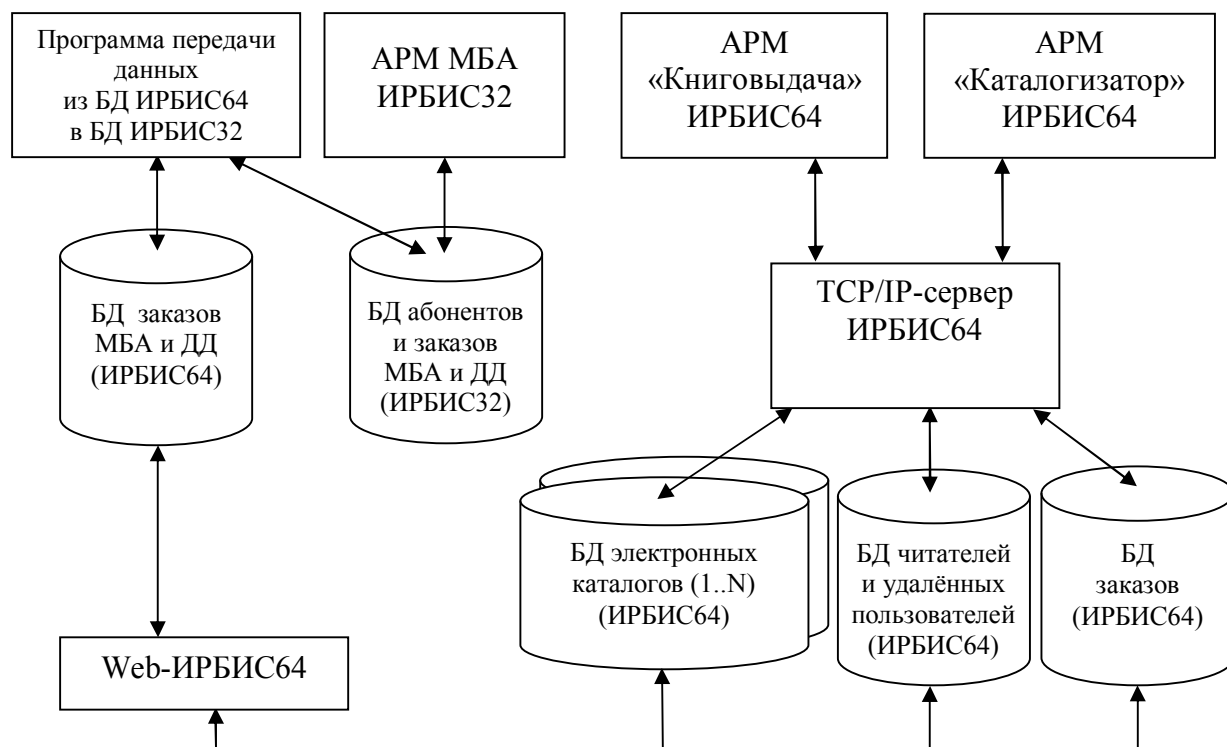 Программа передачи
данных
из БД ИРБИС64
в БД ИРБИС32
АРМ МБА
ИРБИС32
АРМ
«Книговыдача»
ИРБИС64
АРМ
«Каталогизатор»
ИРБИС64
БД заказов
МБА и ДД
(ИРБИС64)
БД абонентов
и заказов
МБА и ДД
(ИРБИС32)
TCP/IP-сервер
ИРБИС64
БД электронных
каталогов (1..N)
(ИРБИС64)
БД читателей
и удалённых
пользователей
(ИРБИС64)
БД
заказов
(ИРБИС64)
Web-ИРБИС64